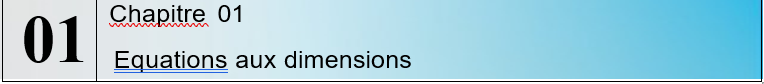 01
Chapitre 01
Equations aux dimensions